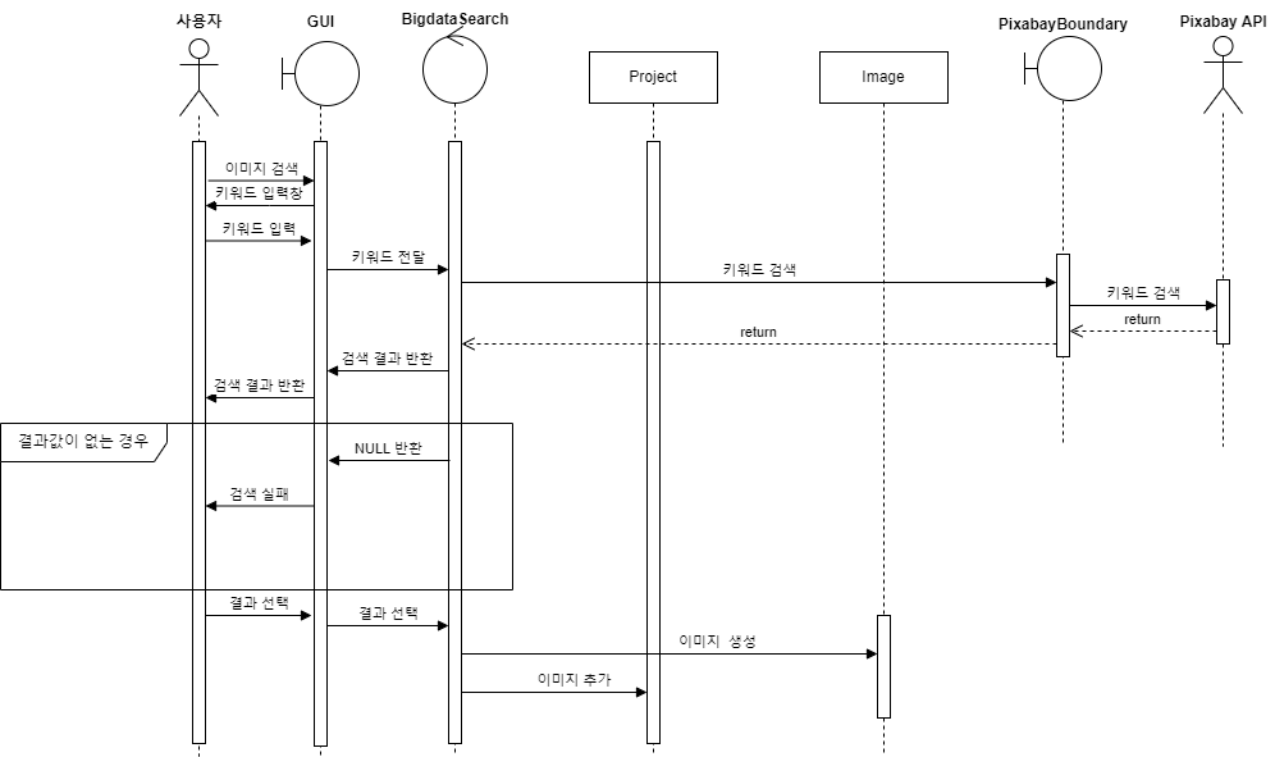 사용자
GUI
BigdataSearch
Project
Image
PixabayBoundary
Pixabay API
이미지 검색
키워드 입력창
키워드 입력
키워드 전달
키워드 검색
키워드 검색
return
return
검색 결과 반환
검색 결과 반환
결과값이 없는 경우
NULL 반환
검색 실패
결과 선택
결과 선택
이미지 생성
이미지 추가